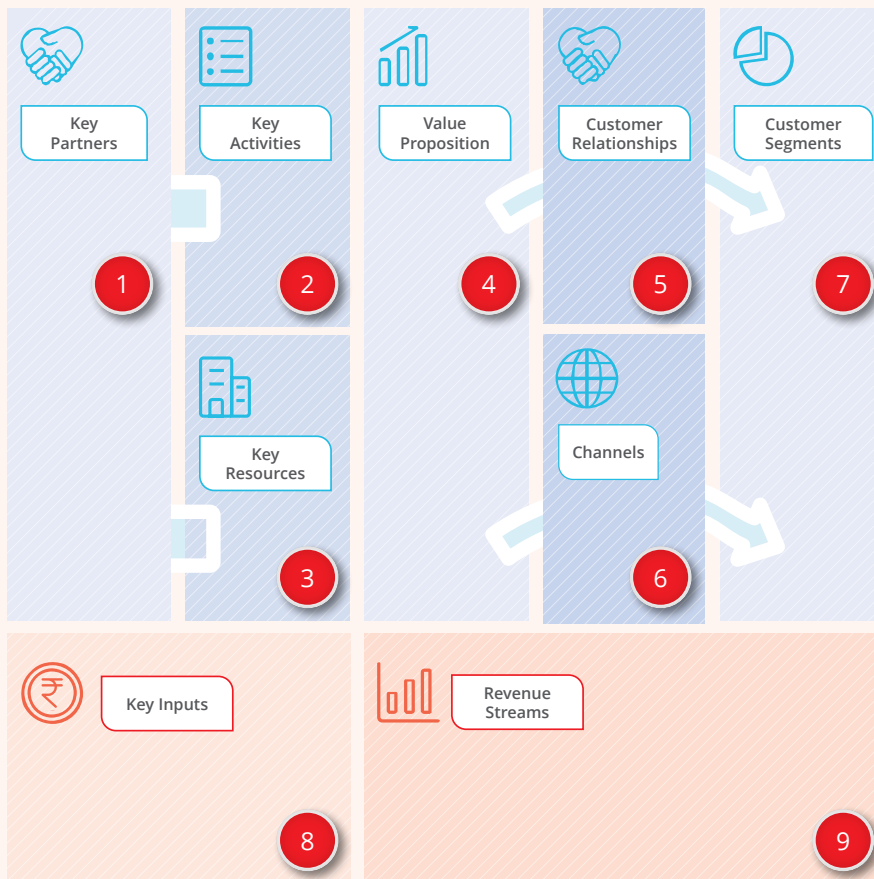 Key
Partners
1
Key
Activities
2
Key
Resources
3
Value
Proposition
4
Customer
Relationships
5
Channels
6
Customer
Segments
7
₹
Key Inputs
8
Revenue
Streams
9